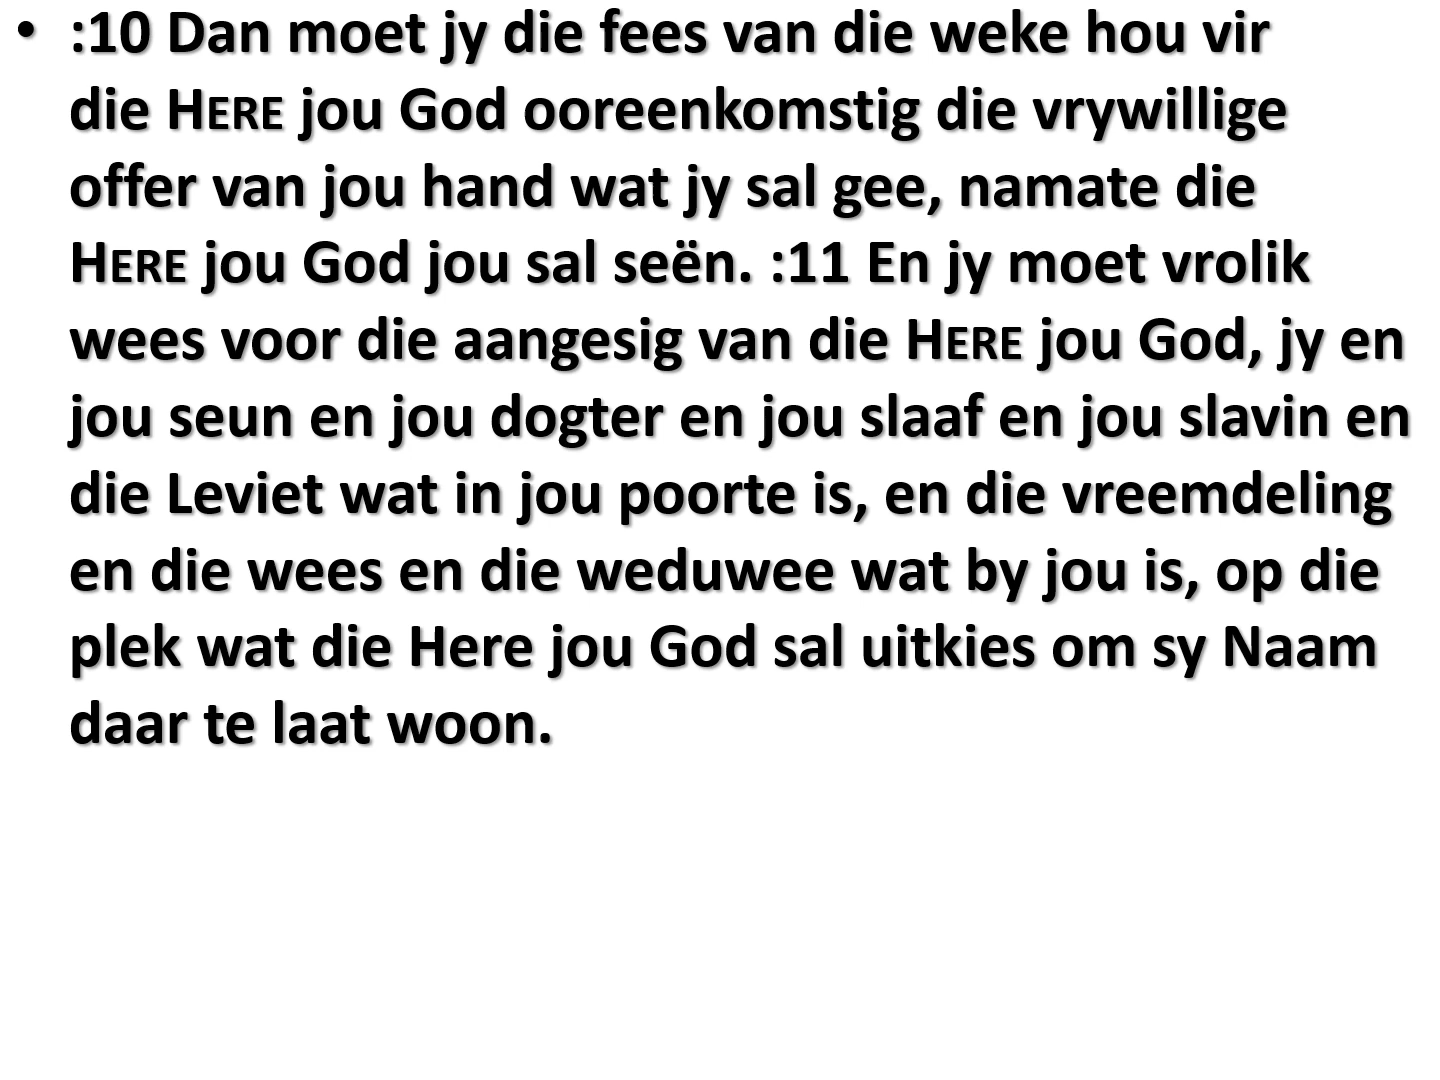 • :10 Dan moet jy die fees van die weke hou vir
die HERE jou God ooreenkomstig die vrywillige
offer van jou hand wat jy sal gee, namate die
HERE jou God jou sal seën. :11 En jy moet vrolik
wees voor die aangesig van die HERE jou God, jy en
jou seun en jou dogter en jou slaaf en jou slavin en
die Leviet wat in jou poorte is, en die vreemdeling
en die wees en die weduwee wat by jou is, op die
plek wat die Here jou God sal uitkies om sy Naam
daar te laat woon.